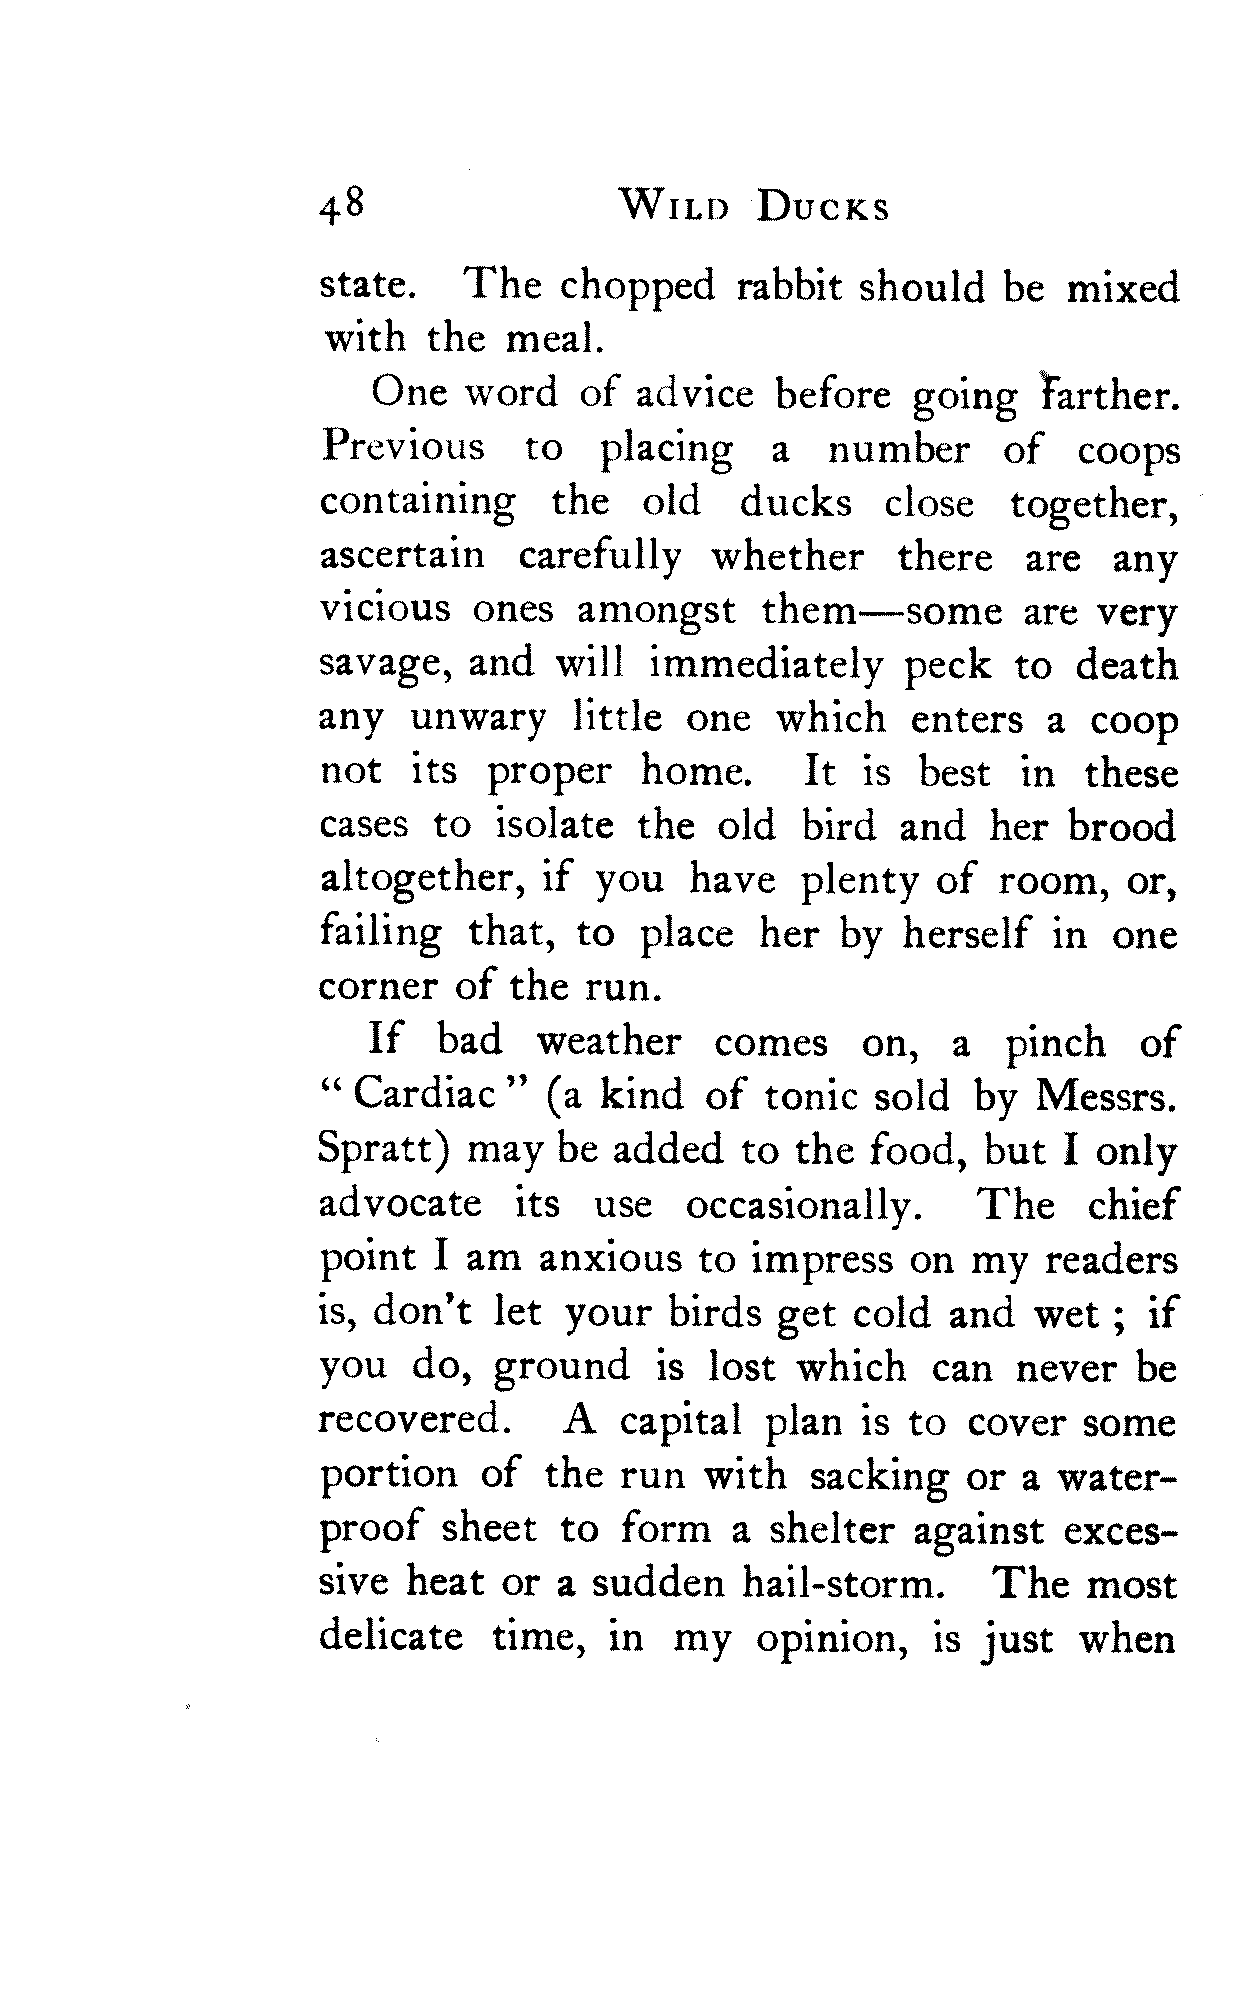 48 Wild Ducks
state. The chopped rabbit should be mixed
with the meal.
One word of advice before going farther.
Previous to placing a number of coops
containing the old ducks close together,
ascertain carefully whether there are any
vicious ones amongst them—some are very
savage, and will immediately peck to death
any unwary little one which enters a coop
not its proper home. It is best in these
cases to isolate the old bird and her brood
altogether, if you have plenty of room, or,
failing that, to place her by herself in one
corner of the run.
If bad weather comes on, a pinch of
“ Cardiac ” (a kind of tonic sold by Messrs.
Spratt) may be added to the food, but I only
advocate its use occasionally. The chief
point I am anxious to impress on my readers
is, don't let your birds get cold and wet ; if
you do, ground is lost which can never be
recovered. A capital plan is to cover some
portion of the run with sacking or a water-
proof sheet to form a shelter against exces-
sive heat or a sudden hail-storm. The most
delicate time, in my opinion, is just when